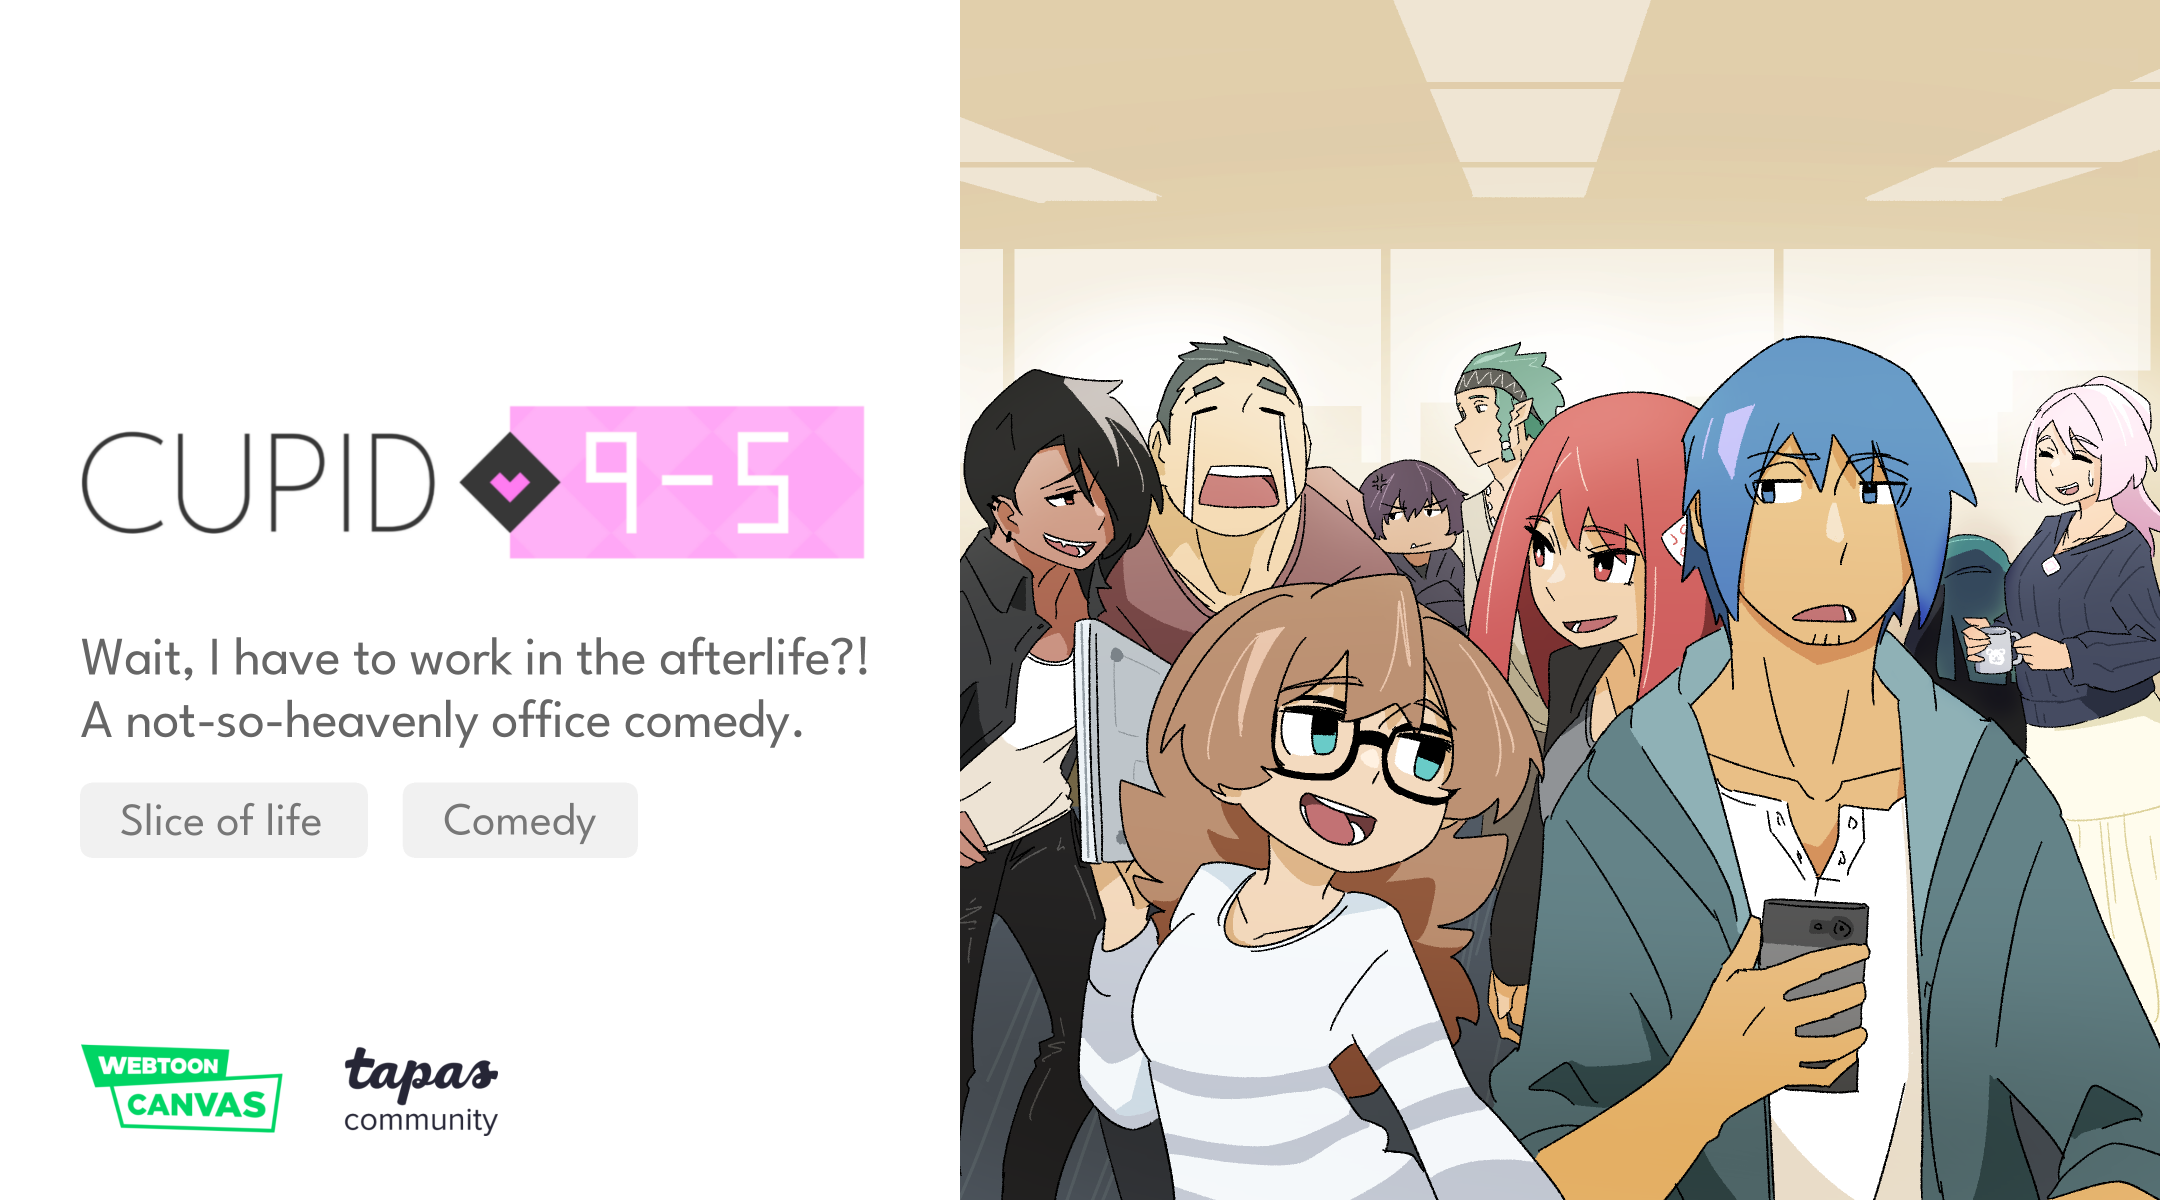 CUPID 9-5
Wait, I have to work in the afterlife?!
A not-so-heavenly office comedy.
Slice of life
Comedy
WEBTOON
CANVAS
tapas
community